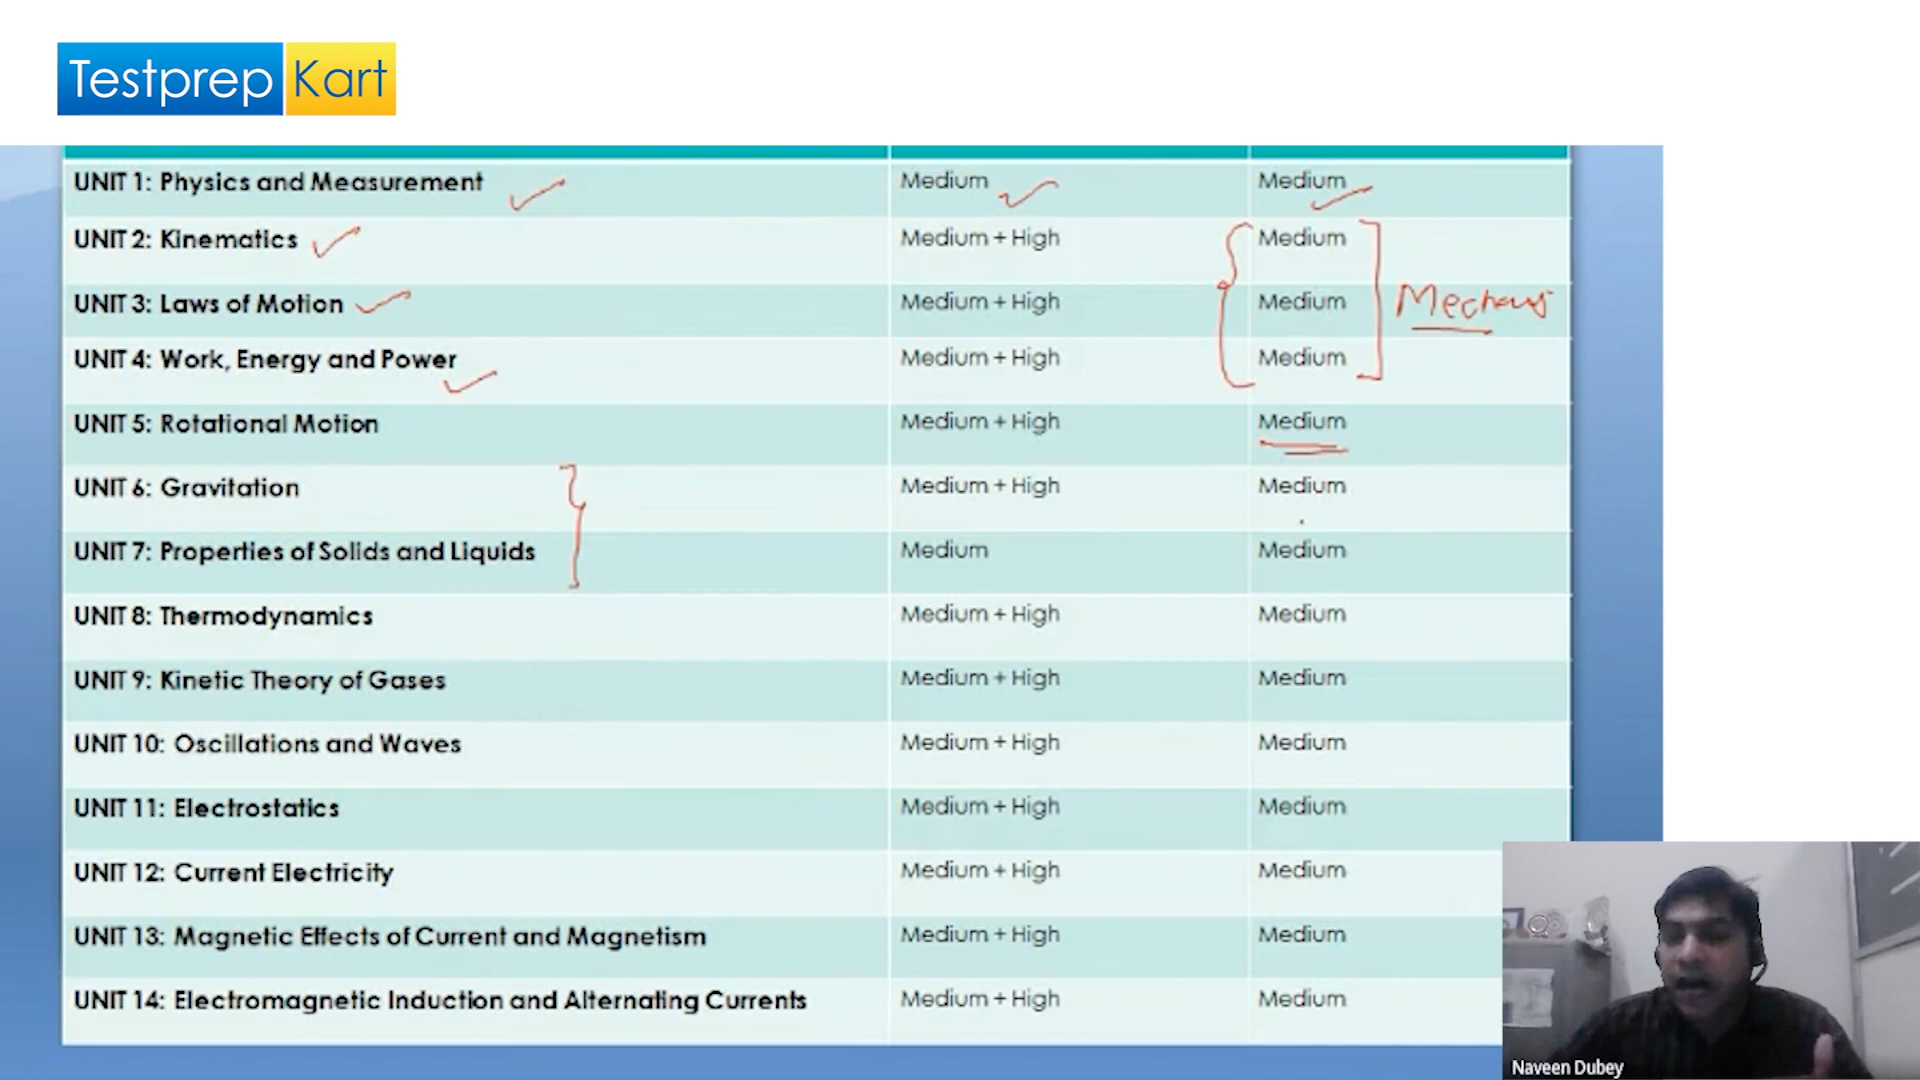 Testprep Kart
UNIT 1: Physics and Measurement Medium Medium
UNIT 2: Kinematics Medium + High Medium
UNIT 3: Laws of Motion Medium + High Medium
UNIT 4: Work, Energy and Power Medium + High Medium
UNIT 5: Rotational Motion Medium + High Medium
UNIT 6: Gravitation Medium + High Medium
UNIT 7: Properties of Solids and Liquids Medium Medium
UNIT 8: Thermodynamics Medium + High Medium
UNIT 9: Kinetic Theory of Gases Medium + High Medium
UNIT 10: Oscillations and Waves Medium + High Medium
UNIT 11: Electrostatics Medium + High Medium
UNIT 12: Current Electricity Medium + High Medium
UNIT 13: Magnetic Effects of Current and Magnetism Medium + High Medium
UNIT 14: Electromagnetic Induction and Alternating Currents Medium + High Medium
Naveen Dubey